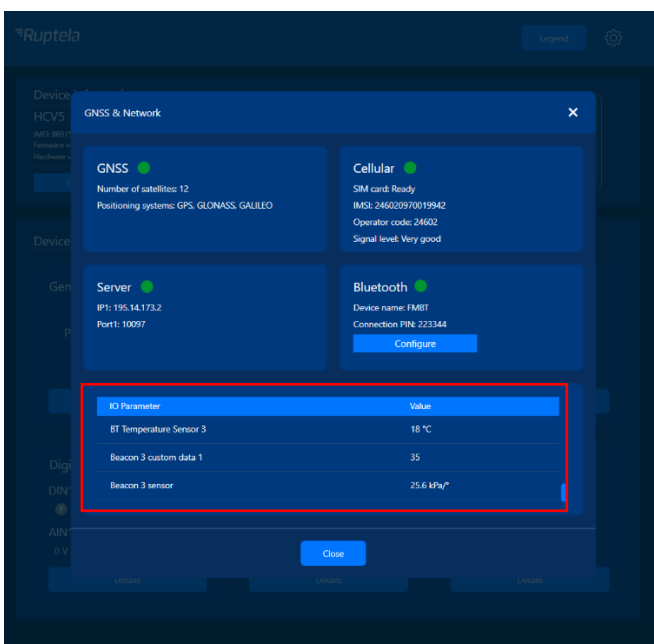 Ruptela
Legend
Device
HCV5
GNSS & Network
GNSS
Number of satellites: 12
Positioning systems: GPS, GLONASS, GALILEO
Cellular
SIM card: Ready
IMSI: 246020970019942
Operator code: 24602
Signal level: Very good
Device
Gen
Server
IP1: 195.14.173.2
Port1: 10097
Bluetooth
Device name: FMBT
Connection PIN: 223344
Configure
IO Parameter Value
BT Temperature Sensor 3 18 °C
Beacon 3 custom data 1 35
Beacon 3 sensor 25.6 kPa/°
Digi
DIN1
AIN1
0 V
Close
Details Details Details